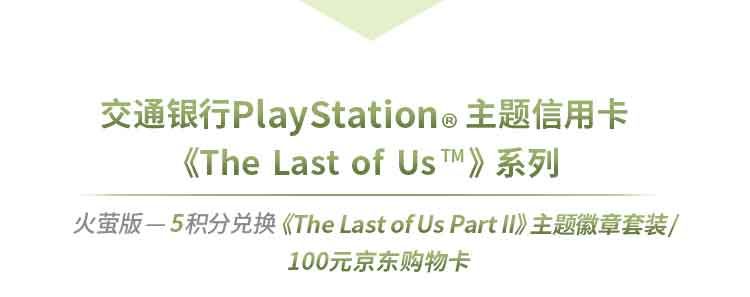 交通银行PlayStation® 主题信用卡
《The Last of Us™》系列
火萤版 — 5积分兑换《The Last of Us Part II》主题徽章套装/
100元京东购物卡